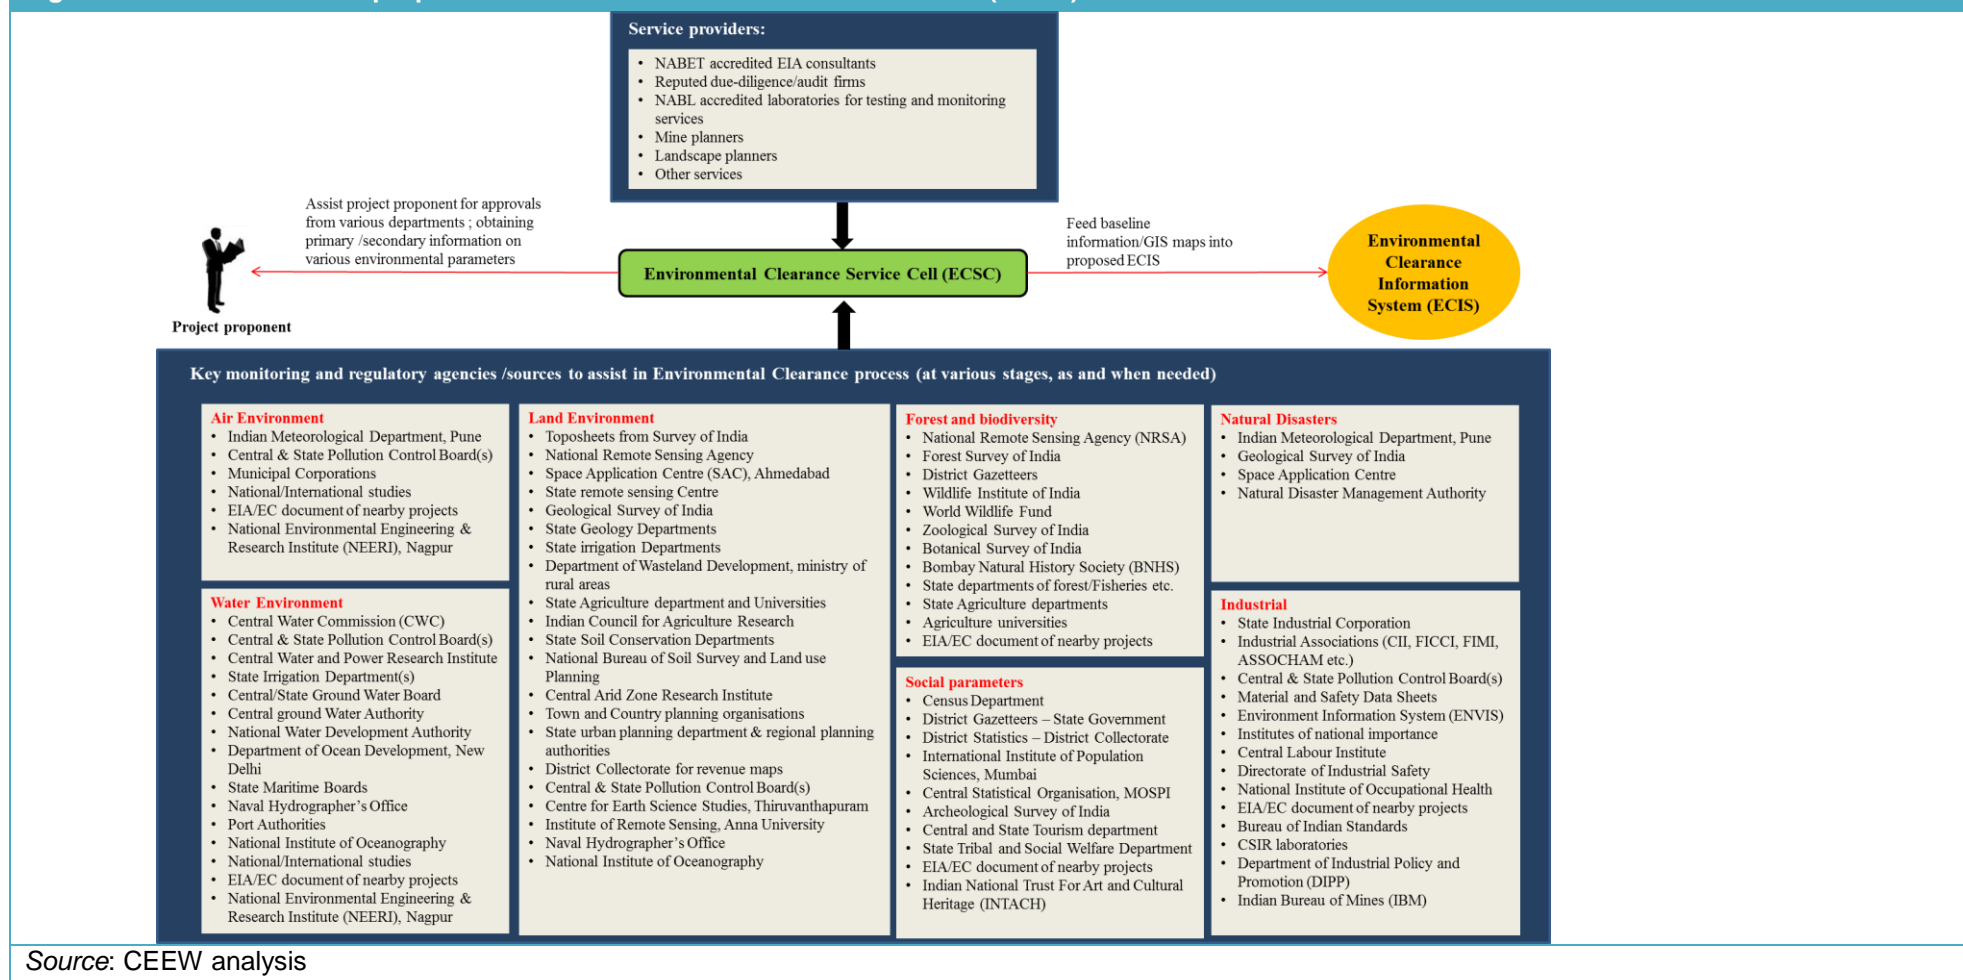 Service providers:
• NABET accredited EIA consultants
• Reputed due-diligence/audit firms
• NABL accredited laboratories for testing and monitoring
services
• Mine planners
• Landscape planners
• Other services
Assist project proponent for approvals
from various departments ; obtaining
primary /secondary information on
various environmental parameters
Feed baseline
information/GIS maps into
proposed ECIS
Environmental
Clearance
Information
System (ECIS)
Environmental Clearance Service Cell (ECSC)
Project proponent
Key monitoring and regulatory agencies /sources to assist in Environmental Clearance process (at various stages, as and when needed)
Air Environment
• Indian Meteorological Department, Pune
• Central & State Pollution Control Board(s)
• Municipal Corporations
• National/International studies
• EIA/EC document of nearby projects
• National Environmental Engineering &
Research Institute (NEERI), Nagpur
Water Environment
• Central Water Commission (CWC)
• Central & State Pollution Control Board(s)
• Central Water and Power Research Institute
• State Irrigation Department(s)
• Central/State Ground Water Board
• Central ground Water Authority
• National Water Development Authority
• Department of Ocean Development, New
Delhi
• State Maritime Boards
• Naval Hydrographer's Office
• Port Authorities
• National Institute of Oceanography
• National/International studies
• EIA/EC document of nearby projects
• National Environmental Engineering &
Research Institute (NEERI), Nagpur
Land Environment
• Toposheets from Survey of India
• National Remote Sensing Agency
• Space Application Centre (SAC), Ahmedabad
• State remote sensing Centre
• Geological Survey of India
• State Geology Departments
• State irrigation Departments
• Department of Wasteland Development, ministry of
rural areas
• State Agriculture department and Universities
• Indian Council for Agriculture Research
• State Soil Conservation Departments
• National Bureau of Soil Survey and Land use
Planning
• Central Arid Zone Research Institute
• Town and Country planning organisations
• State urban planning department & regional planning
authorities
• District Collectorate for revenue maps
• Central & State Pollution Control Board(s)
• Centre for Earth Science Studies, Thiruvanthapuram
• Institute of Remote Sensing, Anna University
• Naval Hydrographer's Office
• National Institute of Oceanography
Forest and biodiversity
• National Remote Sensing Agency (NRSA)
• Forest Survey of India
• District Gazetteers
• Wildlife Institute of India
• World Wildlife Fund
• Zoological Survey of India
• Botanical Survey of India
• Bombay Natural History Society (BNHS)
• State departments of forest/Fisheries etc.
• State Agriculture departments
• Agriculture universities
• EIA/EC document of nearby projects
Social parameters
• Census Department
• District Gazetteers – State Government
• District Statistics – District Collectorate
• International Institute of Population
Sciences, Mumbai
• Central Statistical Organisation, MOSPI
• Archeological Survey of India
• Central and State Tourism department
• State Tribal and Social Welfare Department
• EIA/EC document of nearby projects
• Indian National Trust For Art and Cultural
Heritage (INTACH)
Natural Disasters
• Indian Meteorological Department, Pune
• Geological Survey of India
• Space Application Centre
• Natural Disaster Management Authority
Industrial
• State Industrial Corporation
• Industrial Associations (CII, FICCI, FIMI,
ASSOCHAM etc.)
• Central & State Pollution Control Board(s)
• Material and Safety Data Sheets
• Environment Information System (ENVIS)
• Institutes of national importance
• Central Labour Institute
• Directorate of Industrial Safety
• National Institute of Occupational Health
• EIA/EC document of nearby projects
• Bureau of Indian Standards
• CSIR laboratories
• Department of Industrial Policy and
Promotion (DIPP)
• Indian Bureau of Mines (IBM)
Source: CEEW analysis